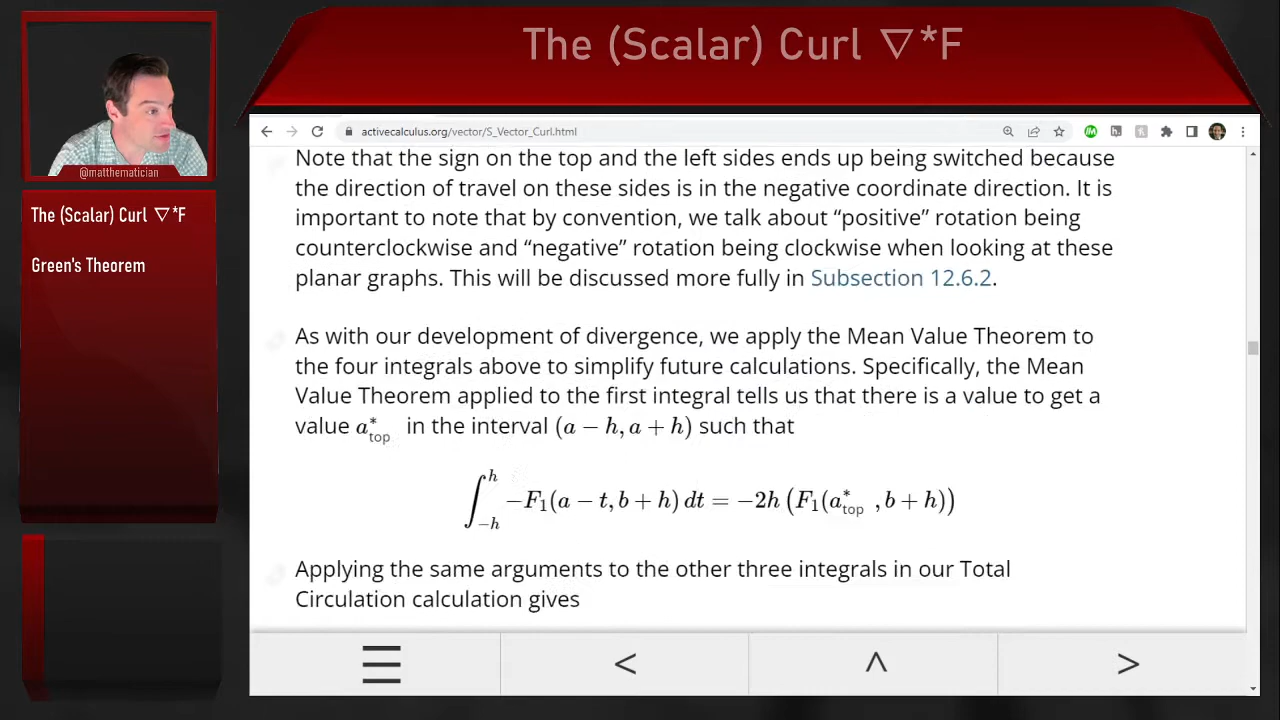 The (Scalar) Curl ▽*F
@matthematician
The (Scalar) Curl ▽*F
Green's Theorem
activecalculus.org/vector/S_Vector_Curl.html
Note that the sign on the top and the left sides ends up being switched because
the direction of travel on these sides is in the negative coordinate direction. It is
important to note that by convention, we talk about “positive” rotation being
counterclockwise and “negative” rotation being clockwise when looking at these
planar graphs. This will be discussed more fully in Subsection 12.6.2.
As with our development of divergence, we apply the Mean Value Theorem to
the four integrals above to simplify future calculations. Specifically, the Mean
Value Theorem applied to the first integral tells us that there is a value to get a
value a*_top in the interval (a − h, a + h) such that
∫_{−h}^{h} −F₁(a − t, b + h) dt = −2h (F₁(a*_top , b + h))
Applying the same arguments to the other three integrals in our Total
Circulation calculation gives